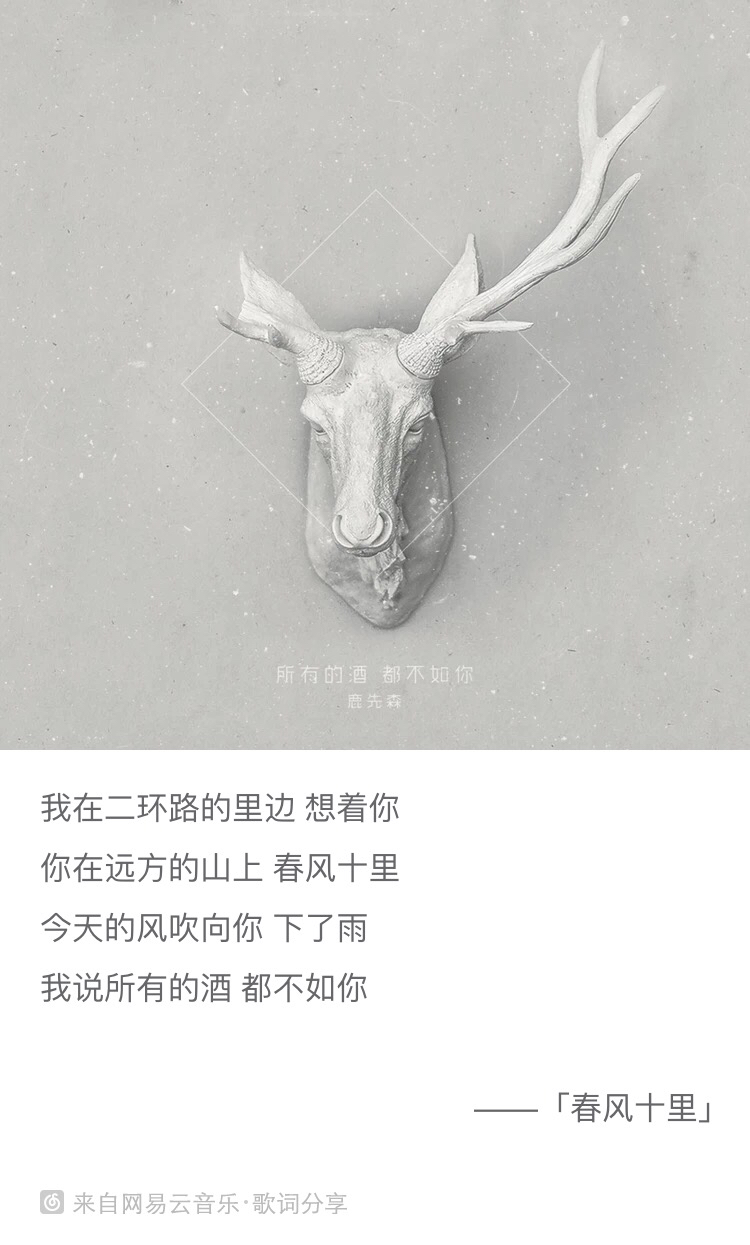 所有的酒 都不如你
鹿先森
我在二环路的里边 想着你
你在远方的山上 春风十里
今天的风吹向你 下了雨
我说所有的酒 都不如你
——「春风十里」
来自网易云音乐·歌词分享